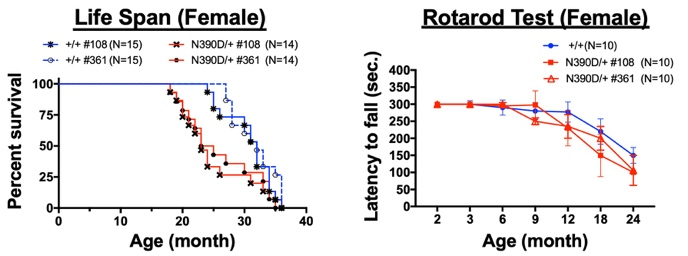 Life Span (Female)
+/+ #108 (N=15)
N390D/+ #108 (N=14)
+/+ #361 (N=15)
N390D/+ #361 (N=14)
Percent survival
100
75
50
25
0
0
10
20
30
40
Age (month)
Rotarod Test (Female)
+/+(N=10)
N390D/+ #108 (N=10)
N390D/+ #361 (N=10)
Latency to fall (sec.)
400
350
300
250
200
150
100
50
0
2
3
6
9
12
18
24
Age (month)